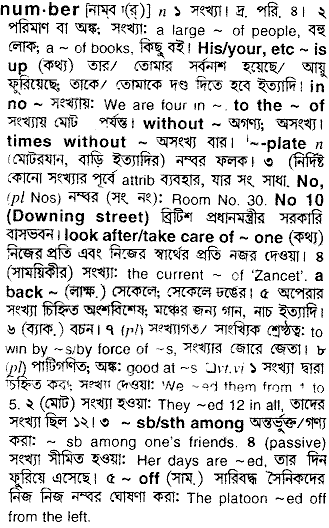 num·ber [নাম্ব া(র্)] n ১ সংখ্যা। দ্র. পরি. ৪। ২
পরিমাণ বা অঙ্ক; সংখ্যা: a large ~ of people, বহু
লোক; a ~ of books, কিছু বই। His/your, etc ~ is
up (কথ্য) তার/ তোমার সর্বনাশ হয়েছে/ আয়ু
ফুরিয়েছে; তাকে/ তোমাকে দণ্ড দিতে হবে ইত্যাদি। in
no ~ সংখ্যায়: We are four in ~. to the ~ of
সংখ্যায় মোট পর্যন্ত। without ~ অগণ্য; অসংখ্য।
times without ~ অসংখ্য বার। '~-plate n
(মোটরযান, বাড়ি ইত্যাদির) নম্বর ফলক। ৩ (নির্দিষ্ট
কোনো সংখ্যার পূর্বে attrib ব্যবহার, যার সং. সাধা. No,
(pl Nos) নম্বর (সং. নং): Room No. 30. No 10
(Downing street) ব্রিটিশ প্রধানমন্ত্রীর সরকারি
বাসভবন। look after/take care of ~ one (কথ্য)
নিজের প্রতি এবং নিজের স্বার্থের প্রতি নজর দেওয়া। ৪
(সাময়িকীর) সংখ্যা: the current ~ of 'Zancet'. a
back ~ (লাক্ষ.) সেকেলে; সেকেলে ঢঙের। ৫ অপেরার
সংখ্যা চিহ্নিত অংশবিশেষ; মঞ্চের জন্য গান, নাচ ইত্যাদি।
৬ (ব্যাক.) বচন। ৭ (pl) সংখ্যাগত/ সাংখ্যিক শ্রেষ্ঠত্ব: to
win by ~s/by force of ~s, সংখ্যার জোরে জেতা। ৮
(pl) পাটিগণিত; অঙ্ক: good at ~s □vt,vi ১ সংখ্যা দ্বারা
চিহ্নিত করা; সংখ্যা দেওয়া: We ~ed them from 1 to
5. ২ (মোট) সংখ্যা হওয়া: They ~ed 12 in all, তাদের
সংখ্যা ছিল ১২। ৩ ~ sb/sth among অন্তর্ভুক্ত/গণ্য
করা: ~ sb among one's friends. ৪ (passive)
সংখ্যা সীমিত হওয়া: Her days are ~ed, তার দিন
ফুরিয়ে এসেছে। ৫ ~ off (সাম.) সারিবদ্ধ সৈনিকদের
নিজ নিজ নম্বর ঘোষণা করা: The platoon ~ed off
from the left.